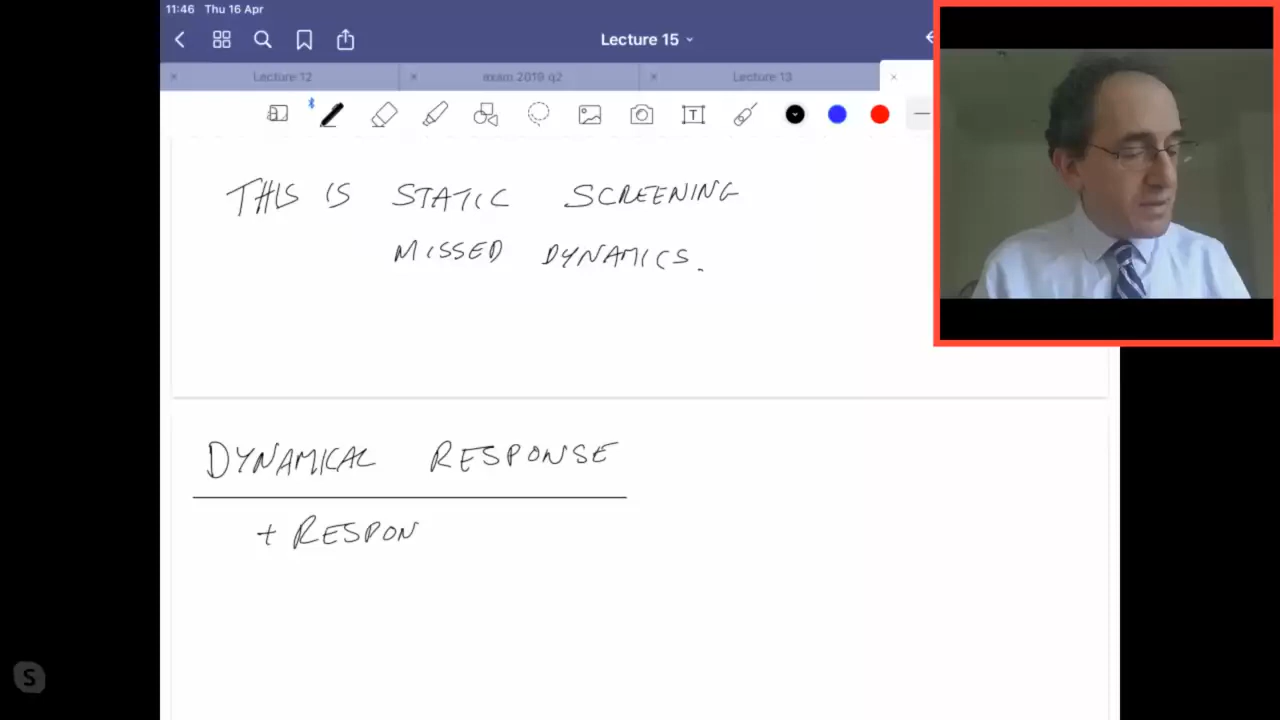 11:46 Thu 16 Apr
Lecture 15
Lecture 12 exam 2019 q2 Lecture 13
T
THIS IS STATIC SCREENING
MISSED DYNAMICS.
DYNAMICAL RESPONSE
+ RESPON
S